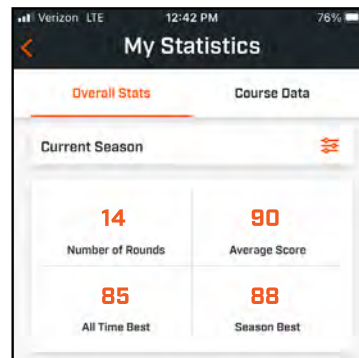 Verizon LTE 12:42 PM 76%
My Statistics
Overall Stats Course Data
Current Season
14 90
Number of Rounds Average Score
85 88
All Time Best Season Best